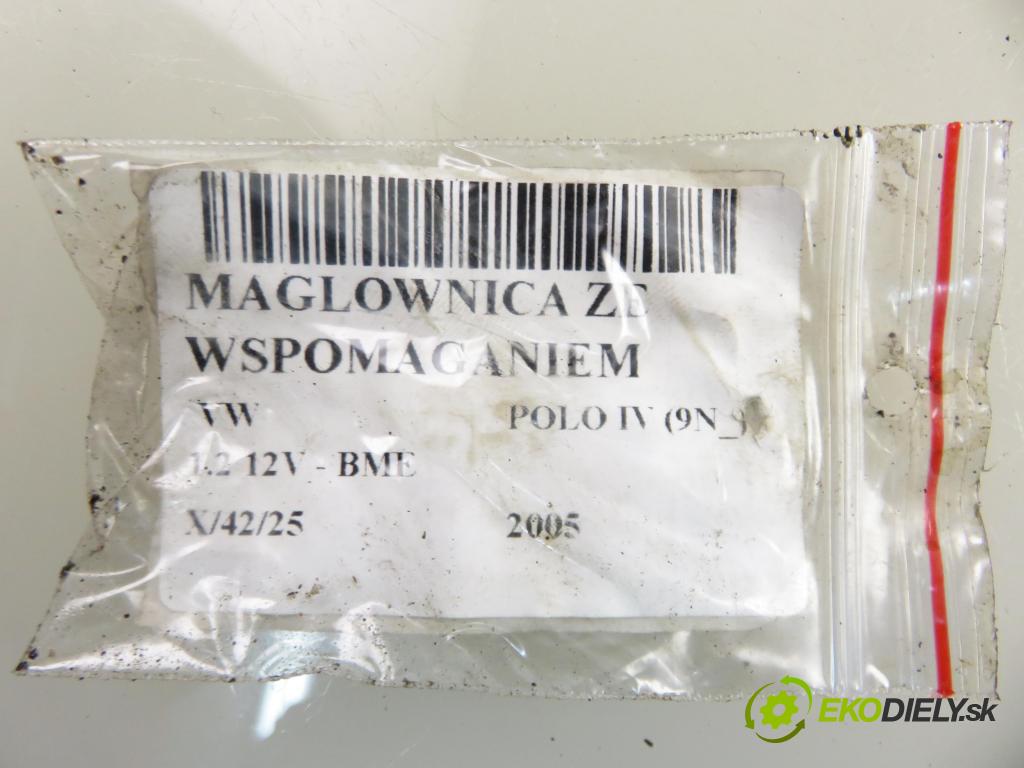 MAGLOWNICA ZE
WSPOMAGANIEM
VW POLO IV (9N_)
1.2 12V - BME
X/42/25 2005
EKODIELY.sk